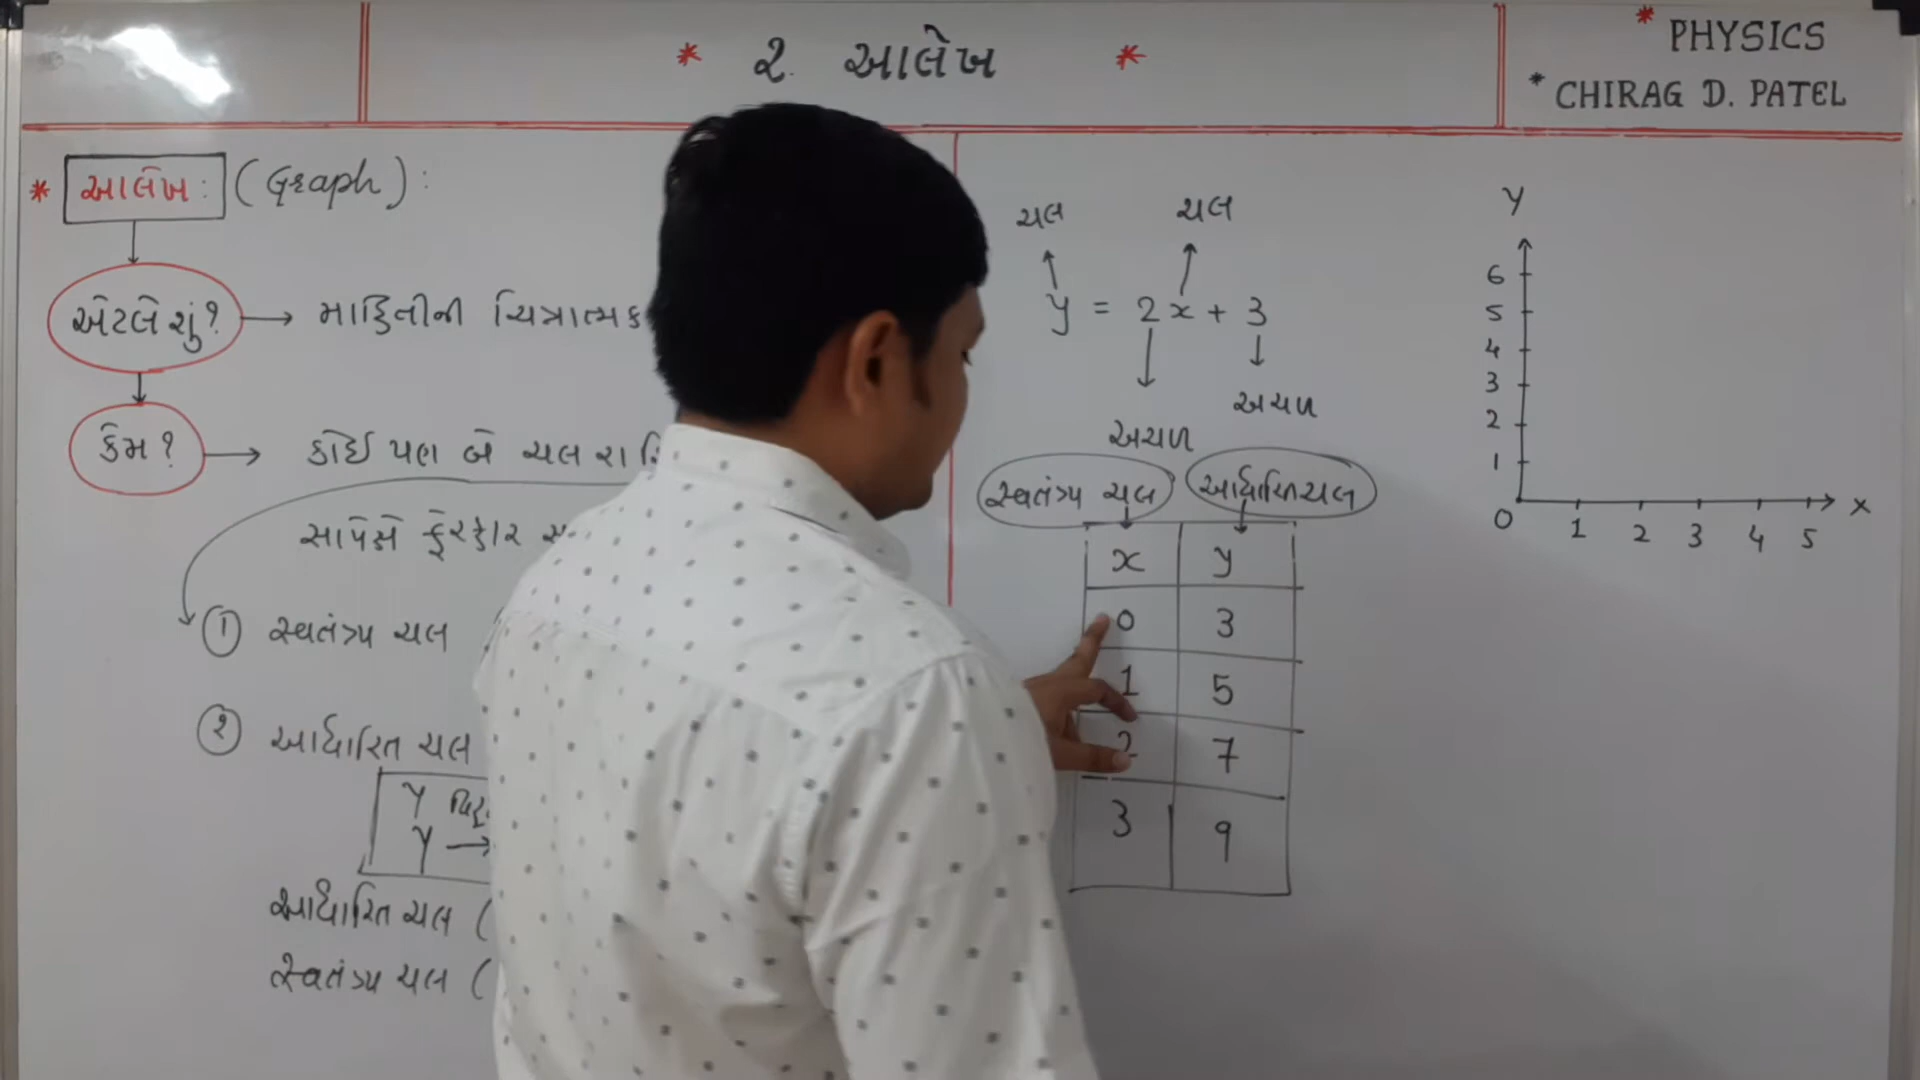 * ૨. આલેખ *
* PHYSICS
* CHIRAG D. PATEL
* આલેખ : (Graph) :
એટલે શું? → માહિતીની ચિત્રાત્મક
કેમ? → કોઈ પણ બે ચલ રાશિ
સાપેક્ષે ફેરફાર
① સ્વતંત્ર ચલ
② આધારિત ચલ
Y
Y →
આધારિત ચલ (
સ્વતંત્ર ચલ (
ચલ ચલ
y = 2x + 3
અચળ
અચળ
સ્વતંત્ર ચલ આધારિત ચલ
x y
0 3
1 5
2 7
3 9
Y
6
5
4
3
2
1
0 1 2 3 4 5 x